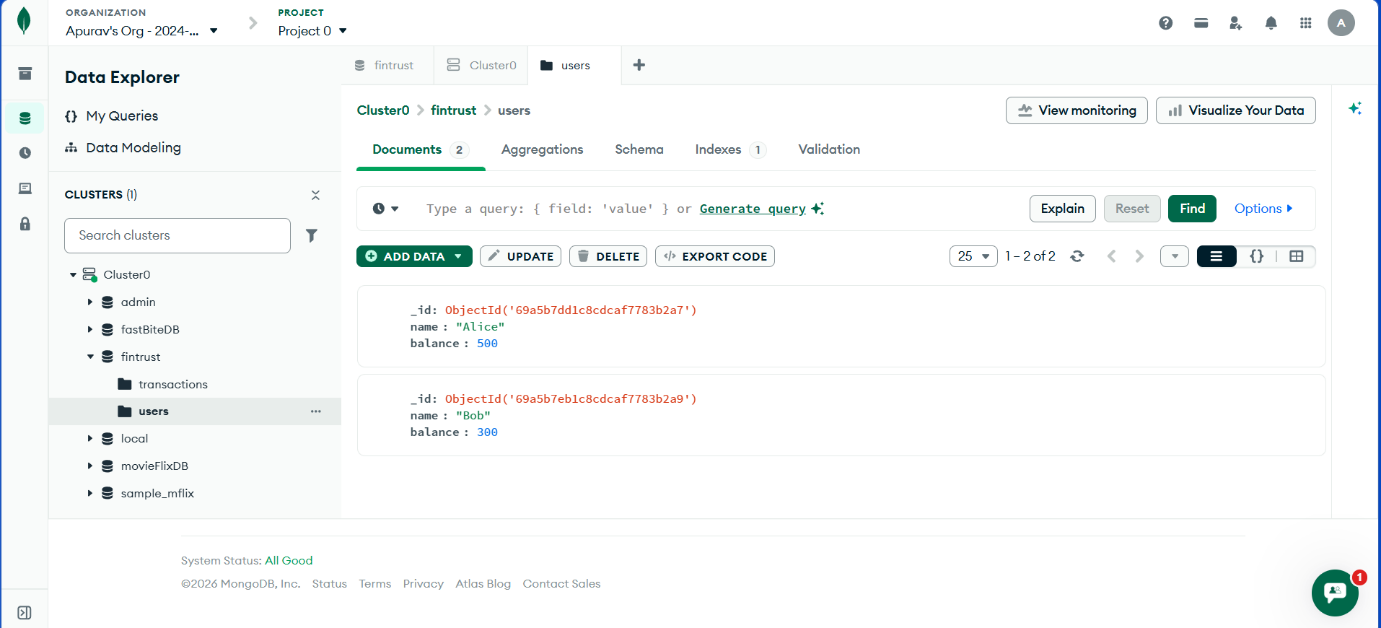 ORGANIZATION
Apurav's Org - 2024-...
PROJECT
Project 0
A
Data Explorer
{} My Queries
Data Modeling
CLUSTERS (1)
Search clusters
Cluster0
admin
fastBiteDB
fintrust
transactions
users
local
movieFlixDB
sample_mflix
fintrust
Cluster0
users
+
Cluster0 > fintrust > users
View monitoring
Visualize Your Data
Documents 2
Aggregations
Schema
Indexes 1
Validation
Type a query: { field: 'value' } or Generate query
Explain
Reset
Find
Options
ADD DATA
UPDATE
DELETE
EXPORT CODE
25
1 – 2 of 2
{}
_id: ObjectId('69a5b7dd1c8cdcaf7783b2a7')
name : "Alice"
balance : 500
_id: ObjectId('69a5b7eb1c8cdcaf7783b2a9')
name : "Bob"
balance : 300
System Status: All Good
©2026 MongoDB, Inc. Status Terms Privacy Atlas Blog Contact Sales
1